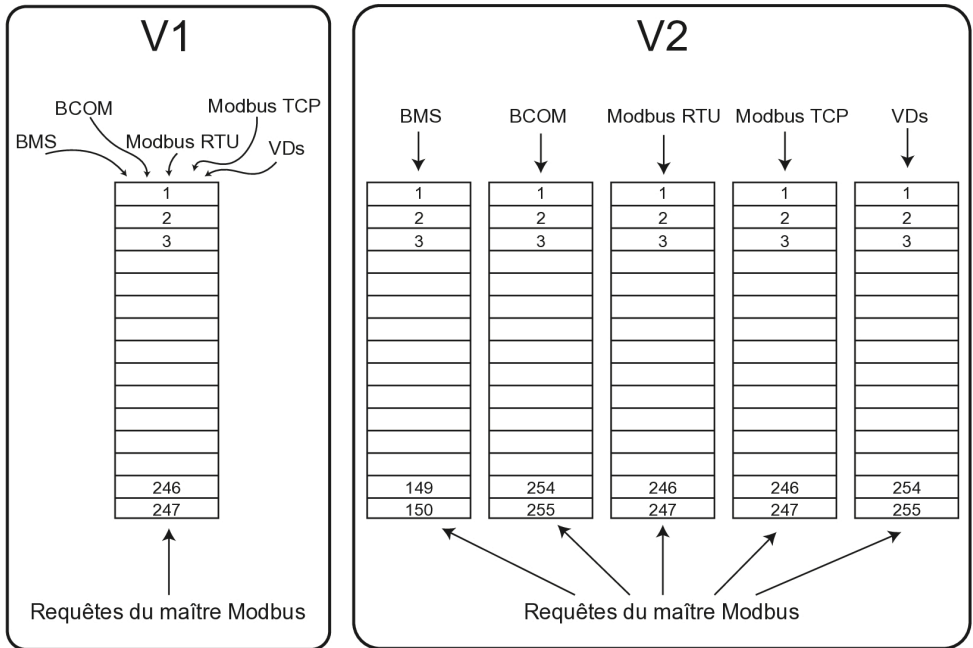 V1
BCOM
Modbus TCP
BMS
Modbus RTU
VDs
1
2
3
246
247
Requêtes du maître Modbus
V2
BMS BCOM Modbus RTU Modbus TCP VDs
1 1 1 1 1
2 2 2 2 2
3 3 3 3 3
149 254 246 246 254
150 255 247 247 255
Requêtes du maître Modbus